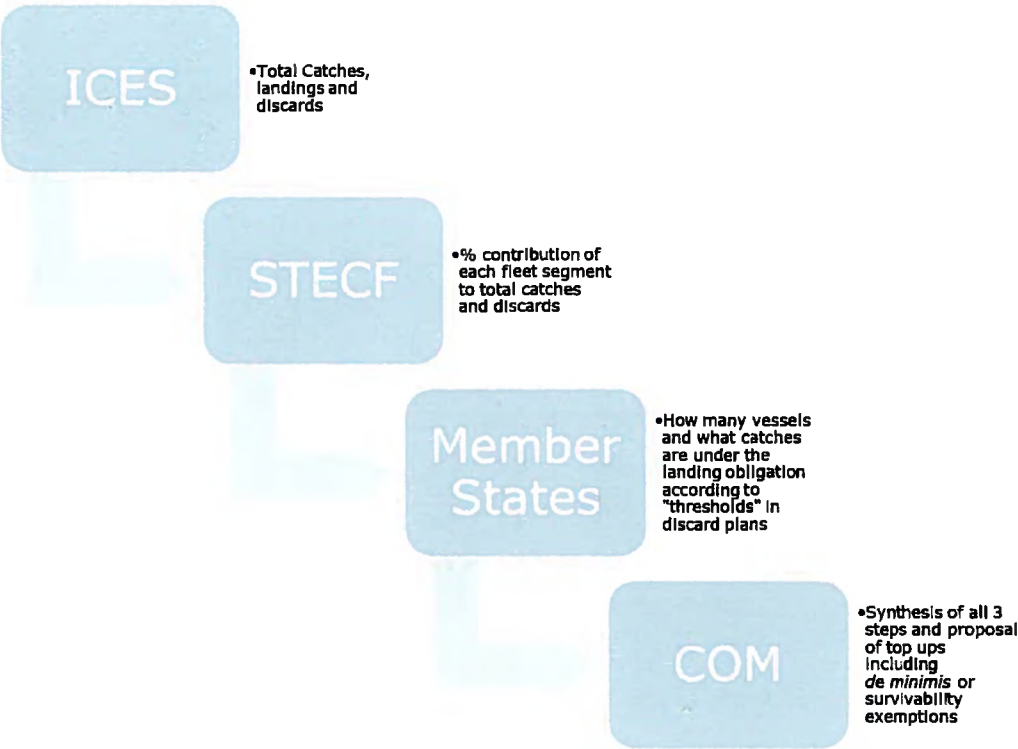 ICES
•Total Catches,
landings and
discards
STECF
•% contribution of
each fleet segment
to total catches
and discards
Member
States
•How many vessels
and what catches
are under the
landing obligation
according to
"thresholds" in
discard plans
COM
•Synthesis of all 3
steps and proposal
of top ups
including
de minimis or
survivability
exemptions